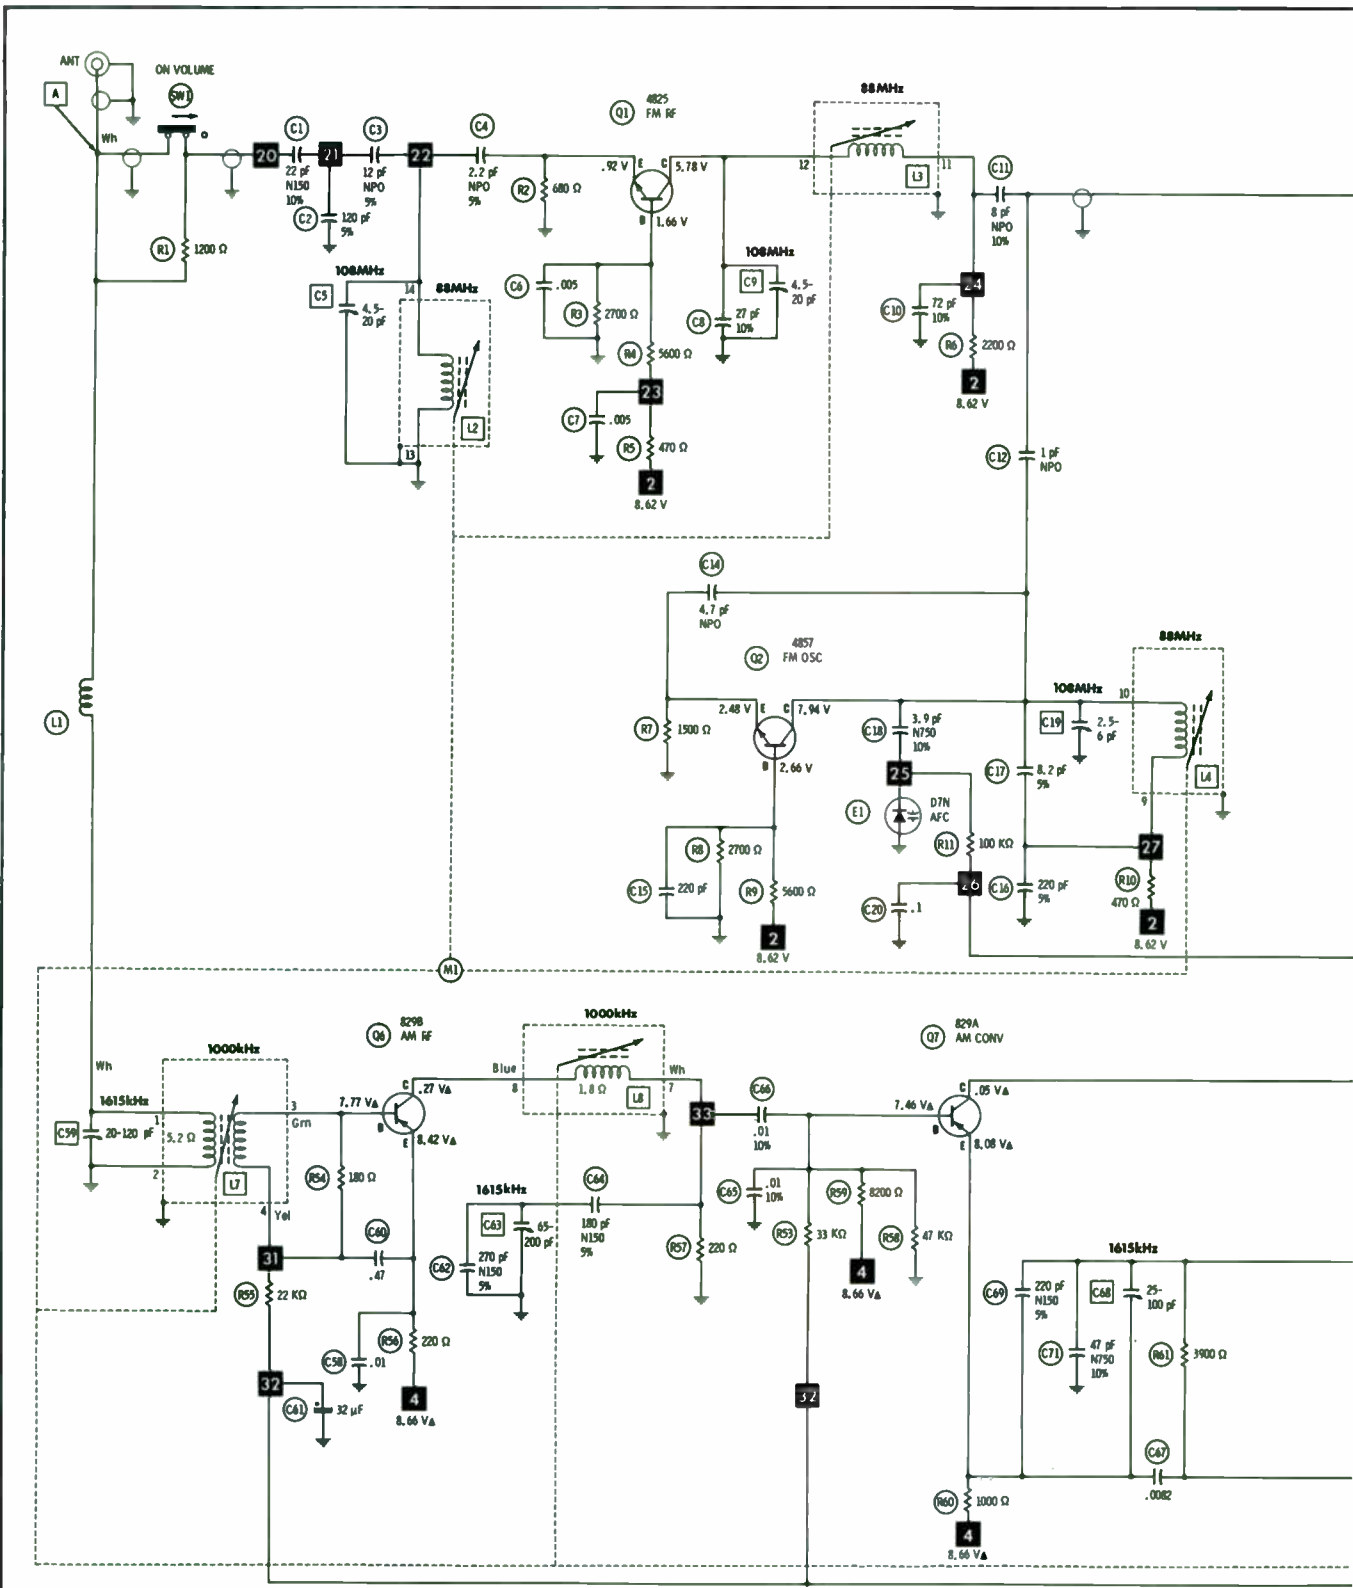 ANT
A
ON VOLUME
SW1
Wh
20
C1
22 pF
N150
10%
21
C2
120 pF
5%
C3
12 pF
NPO
5%
22
C4
2.2 pF
NPO
5%
R1
1200 Ω
R2
680 Ω
Q1
4825
FM RF
.92 V
E
C
5.78 V
B
1.66 V
88MHz
12
11
L3
C11
8 pF
NPO
10%
108MHz
C5
4.5-
20 pF
14
88MHz
L2
13
C6
.005
R3
2700 Ω
R4
5600 Ω
23
C7
.005
R5
470 Ω
2
8.62 V
108MHz
C9
4.5-
20 pF
C8
27 pF
10%
24
C10
72 pF
10%
R6
2200 Ω
2
8.62 V
C12
1 pF
NPO
C14
4.7 pF
NPO
Q2
4857
FM OSC
L1
R7
1500 Ω
2.48 V
E
C
7.94 V
B
2.66 V
C18
3.9 pF
N750
10%
25
E1
D7N
AFC
R11
100 KΩ
26
C20
.1
C17
8.2 pF
5%
C16
220 pF
5%
108MHz
C19
2.5-
6 pF
88MHz
10
L4
9
27
R10
470 Ω
2
8.62 V
C15
220 pF
R8
2700 Ω
R9
5600 Ω
2
8.62 V
M1
Wh
1615kHz
C59
20-120 pF
1000kHz
1
5.2 Ω
2
3
Grn
L7
4
Yel
Q6
829B
AM RF
C
.27 V▲
7.77 V▲
B
E
8.42 V▲
R54
180 Ω
31
C60
.47
R55
22 KΩ
32
C61
32 µF
C58
.01
R56
220 Ω
4
8.66 V▲
1000kHz
Blue
8
1.8 Ω
Wh
7
L8
33
C66
.01
10%
1615kHz
C62
270 pF
N150
5%
C63
65-
200 pF
C64
180 pF
N150
5%
R57
220 Ω
C65
.01
10%
R53
33 KΩ
R59
8200 Ω
R58
47 KΩ
4
8.66 V▲
32
Q7
829A
AM CONV
C
.05 V▲
7.46 V▲
B
E
8.08 V▲
1615kHz
C69
220 pF
N150
5%
C71
47 pF
N750
10%
C68
25-
100 pF
R61
3900 Ω
C67
.0082
R60
1000 Ω
4
8.66 V▲